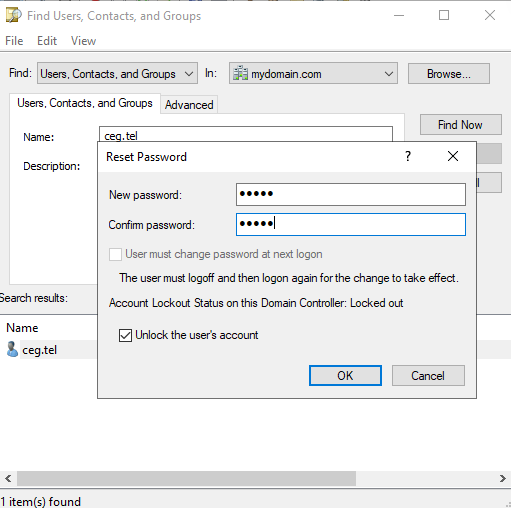 Find Users, Contacts, and Groups
File Edit View
Find: Users, Contacts, and Groups In: mydomain.com Browse...
Users, Contacts, and Groups Advanced
Name: ceg.tel Find Now
Description:
Reset Password ?
New password: •••••
Confirm password: •••••
User must change password at next logon
The user must logoff and then logon again for the change to take effect.
Account Lockout Status on this Domain Controller: Locked out
Unlock the user's account
OK Cancel
Search results:
Name
ceg.tel
1 item(s) found